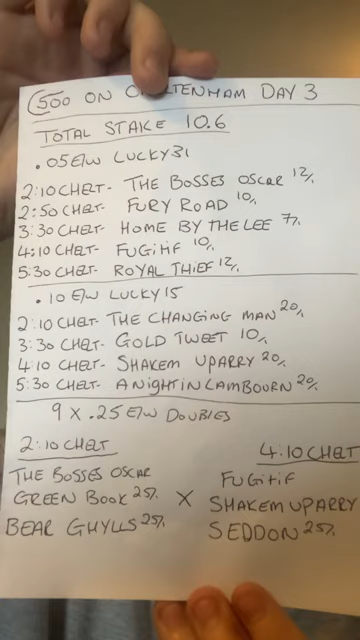 £500 ON CHELTENHAM DAY 3
TOTAL STAKE 10.6
.05 E/W LUCKY 31
2:10 CHELT- THE BOSSES OSCAR 12/1
2:50 CHELT- FURY ROAD 10/1
3:30 CHELT- HOME BY THE LEE 7/1
4:10 CHELT- FUGITIF 10/1
5:30 CHELT- ROYAL THIEF 12/1
.10 E/W LUCKY 15
2:10 CHELT- THE CHANGING MAN 20/1
3:30 CHELT- GOLD TWEET 10/1
4:10 CHELT- SHAKEM UPARRY 20/1
5:30 CHELT- A NIGHT IN LAMBOURN 20/1
9 X .25 E/W DOUBLES
2:10 CHELT
THE BOSSES OSCAR
GREEN BOOK 25/1
BEAR GHYLLS 25/1
X
4:10 CHELT
FUGITIF
SHAKEM UPARRY
SEDDON 25/1